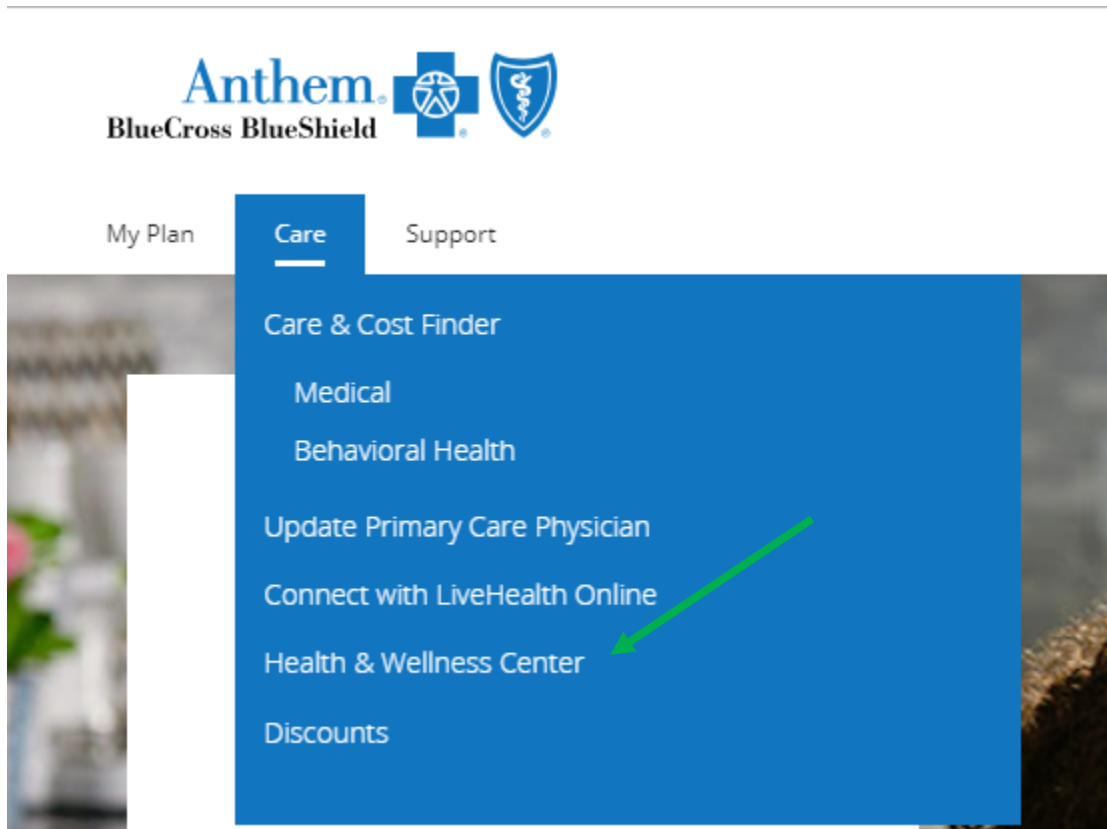 Anthem®
BlueCross BlueShield
My Plan Care Support
Care & Cost Finder
Medical
Behavioral Health
Update Primary Care Physician
Connect with LiveHealth Online
Health & Wellness Center
Discounts